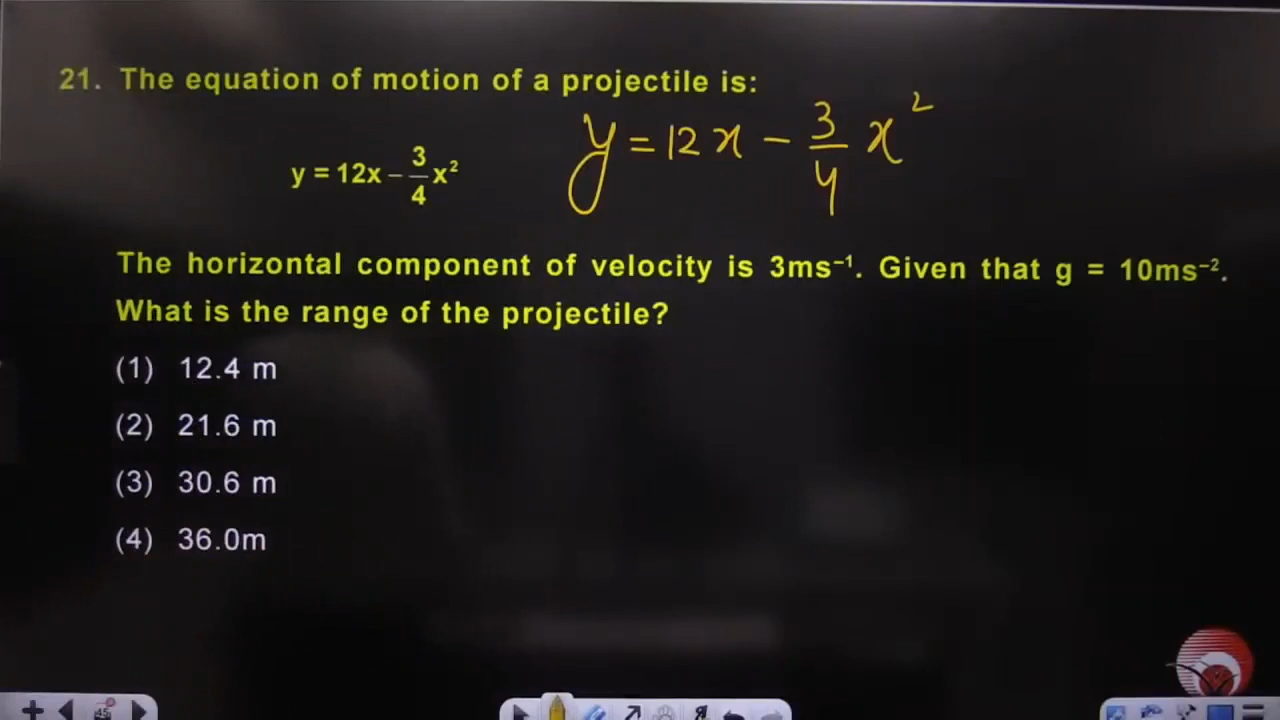 21. The equation of motion of a projectile is:
y = 12x – 3/4 x²
y = 12x – 3/4 x²
The horizontal component of velocity is 3ms⁻¹. Given that g = 10ms⁻².
What is the range of the projectile?
(1) 12.4 m
(2) 21.6 m
(3) 30.6 m
(4) 36.0m